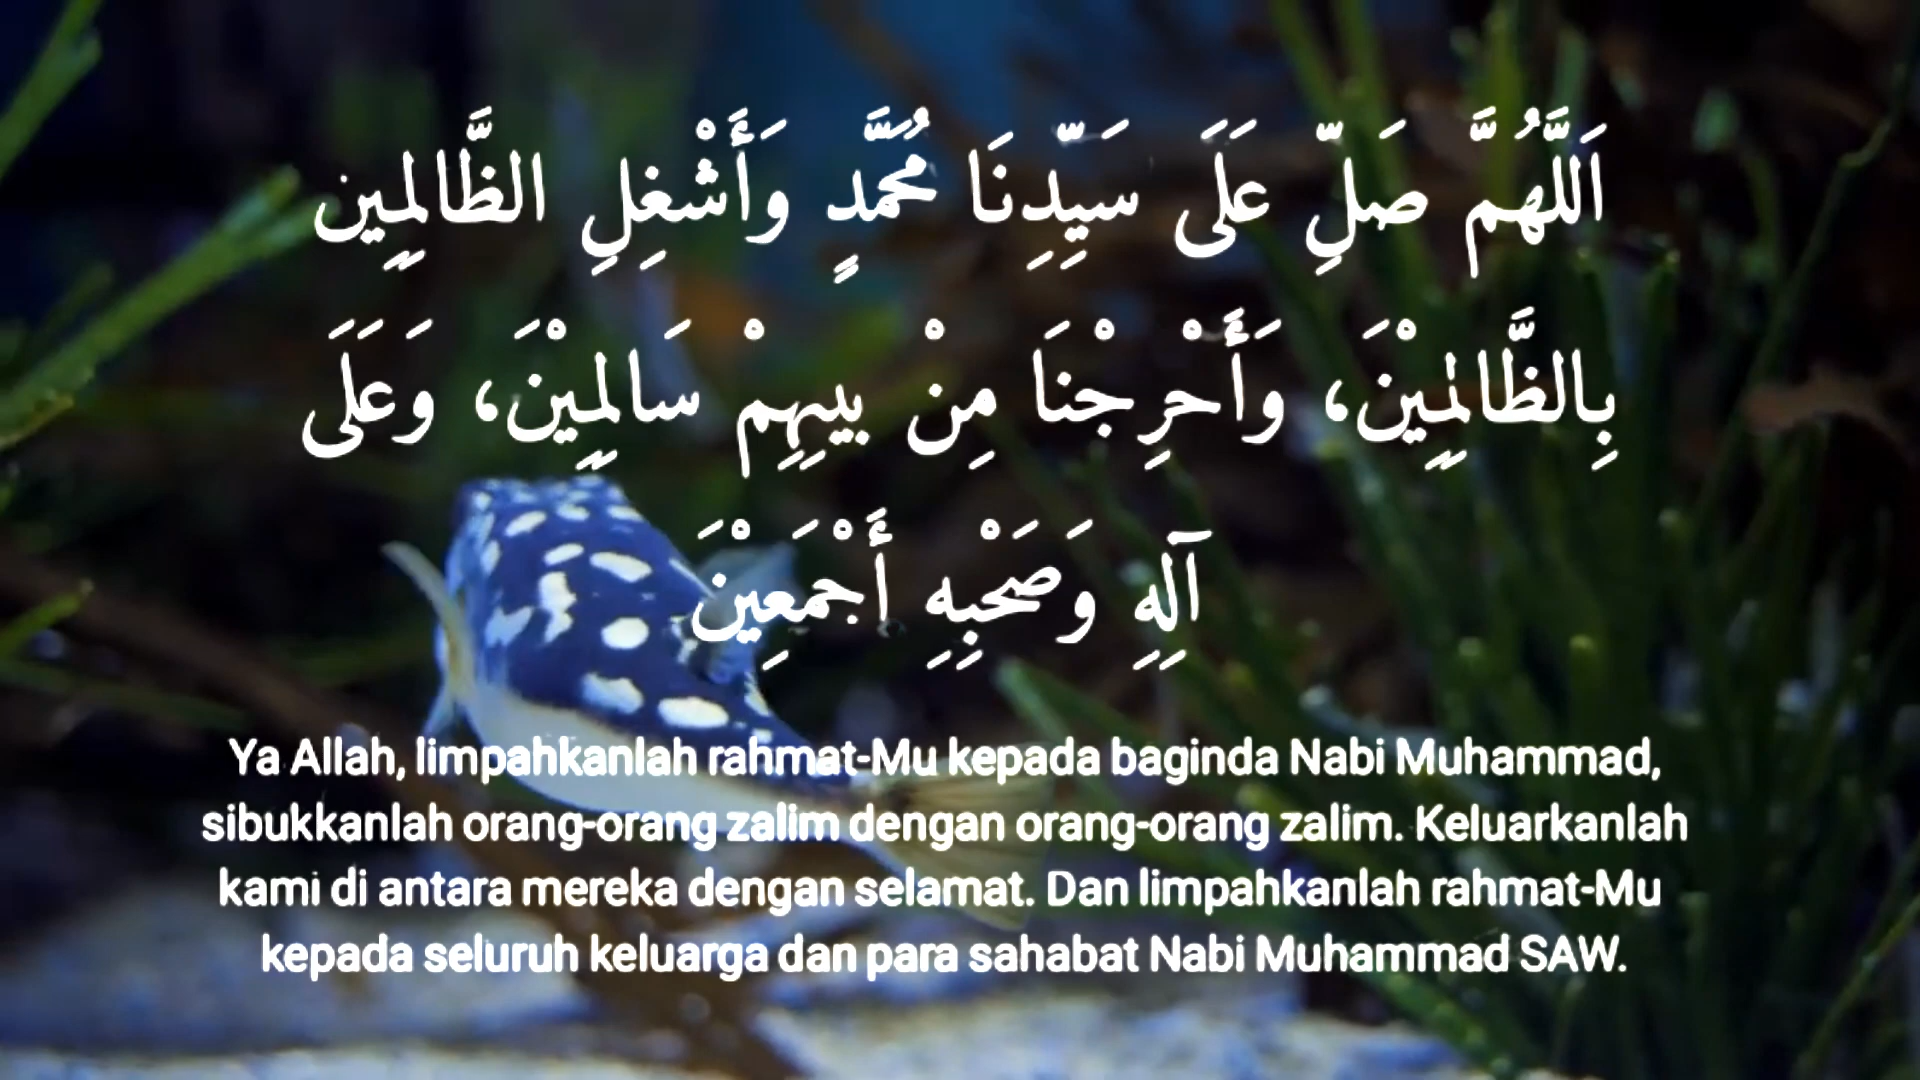 اَللَّهُمَّ صَلِّ عَلَى سَيِّدِنَا مُحَمَّدٍ وَأَشْغِلِ الظَّالِمِين
بِالظَّالِمِيْنَ، وَأَحْرِجْنَا مِنْ بَيِهِمْ سَالِمِيْنَ، وَعَلَى
آلِهِ وَصَحْبِهِ أَجْمَعِيْنَ
Ya Allah, limpahkanlah rahmat-Mu kepada baginda Nabi Muhammad,
sibukkanlah orang-orang zalim dengan orang-orang zalim. Keluarkanlah
kami di antara mereka dengan selamat. Dan limpahkanlah rahmat-Mu
kepada seluruh keluarga dan para sahabat Nabi Muhammad SAW.